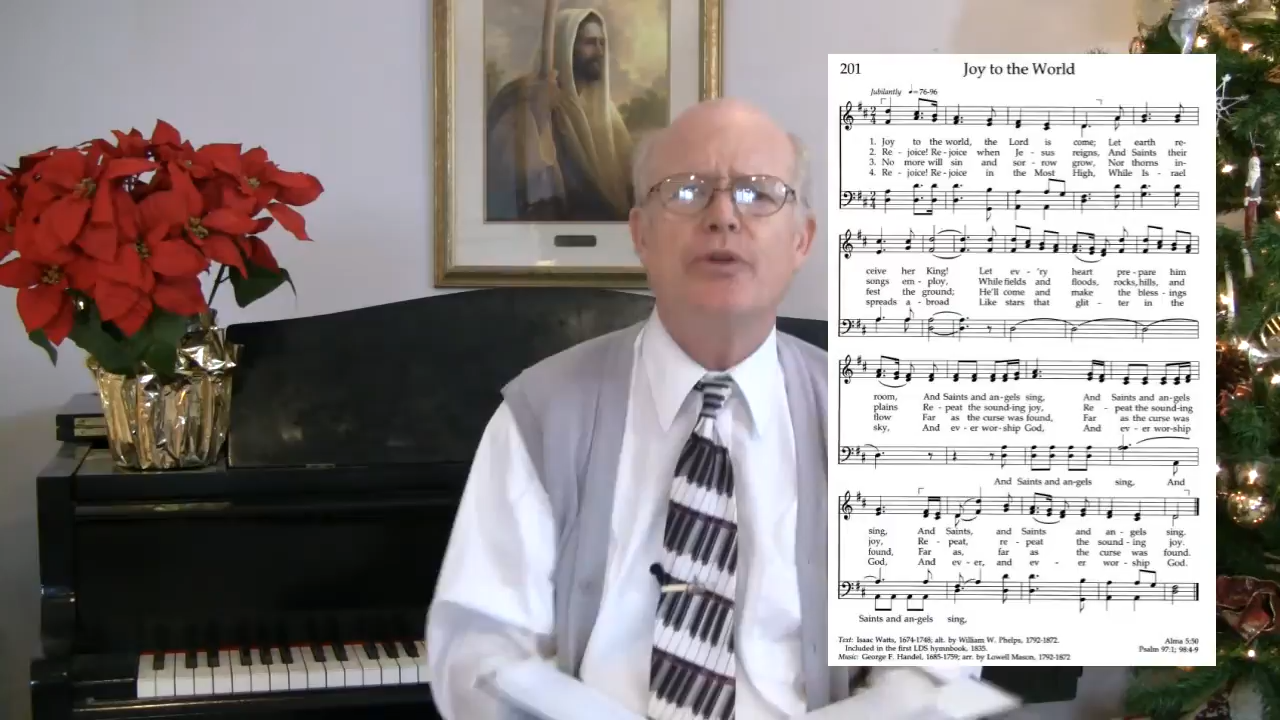 201 Joy to the World
Jubilantly ♩= 76-96
1. Joy to the world, the Lord is come; Let earth re-
2. Re - joice! Re - joice when Je - sus reigns, And Saints their
3. No more will sin and sor - row grow, Nor thorns in-
4. Re - joice! Re - joice in the Most High, While Is - rael
ceive her King! Let ev - 'ry heart pre - pare him
songs em - ploy, While fields and floods, rocks, hills, and
fest the ground; He'll come and make the bless - ings
spreads a - broad Like stars that glit - ter in the
room, And Saints and an - gels sing, And Saints and an - gels
plains Re - peat the sound - ing joy, Re - peat the sound - ing
flow Far as the curse was found, Far as the curse was
sky, And ev - er wor - ship God, And ev - er wor - ship
And Saints and an - gels sing, And
sing, And Saints, and Saints and an - gels sing.
joy, Re - peat, re - peat the sound - ing joy.
found, Far as, far as the curse was found.
God, And ev - er, and ev - er wor - ship God.
Saints and an - gels sing,
Text: Isaac Watts, 1674-1748; alt. by William W. Phelps, 1792-1872.
Included in the first LDS hymnbook, 1835.
Music: George F. Handel, 1685-1759; arr. by Lowell Mason, 1792-1872
Alma 5:50
Psalm 97:1; 98:4-9